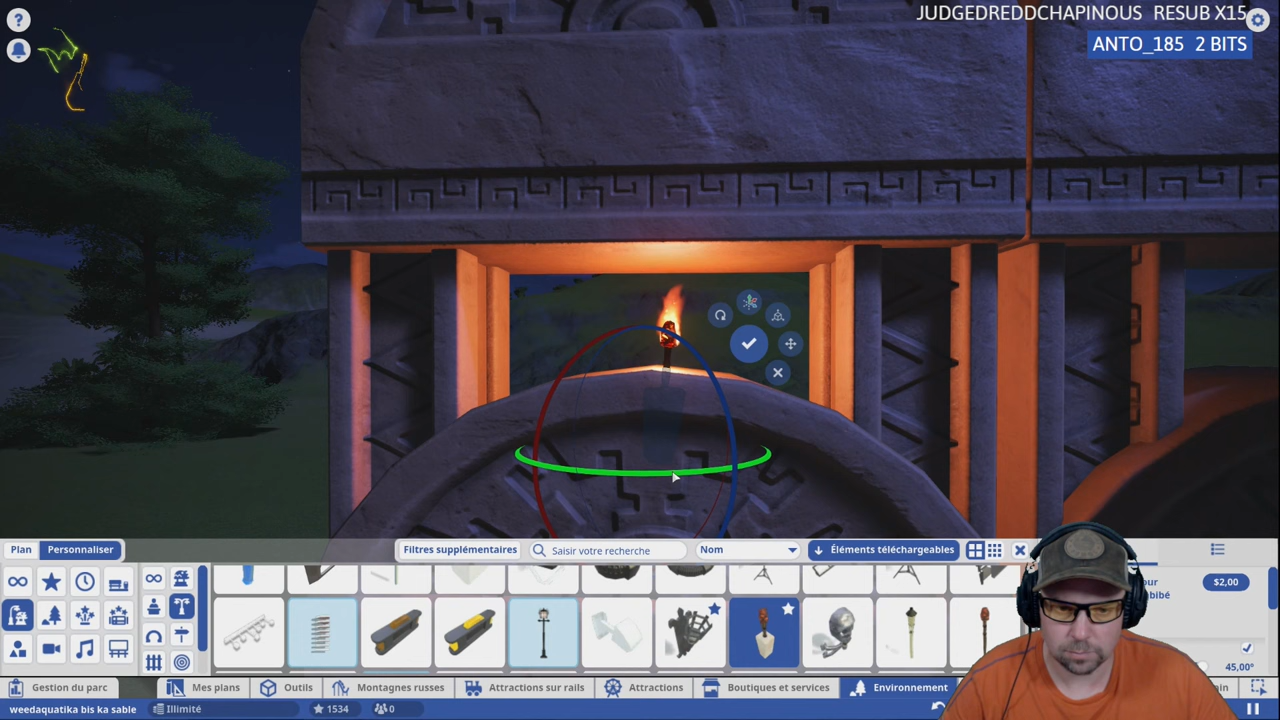 JUDGEDREDDCHAPINOUS RESUB X15
ANTO_185 2 BITS
Plan
Personnaliser
Filtres supplémentaires
Saisir votre recherche
Nom
Éléments téléchargeables
$2,00
45,00°
Gestion du parc
Mes plans
Outils
Montagnes russes
Attractions sur rails
Attractions
Boutiques et services
Environnement
weedaquatika bis ka sable
Illimité
1534
0